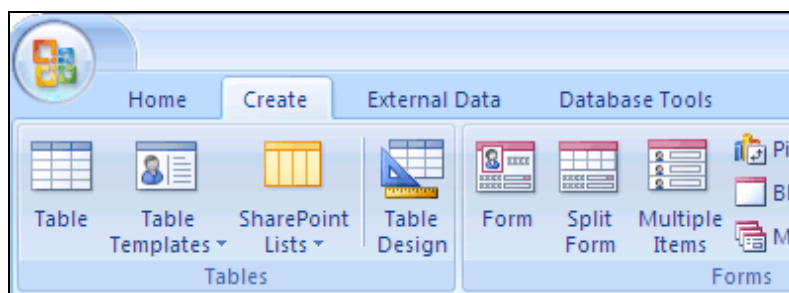 Home Create External Data Database Tools
Table Table Templates SharePoint Lists Table Design Form Split Form Multiple Items
Tables Forms